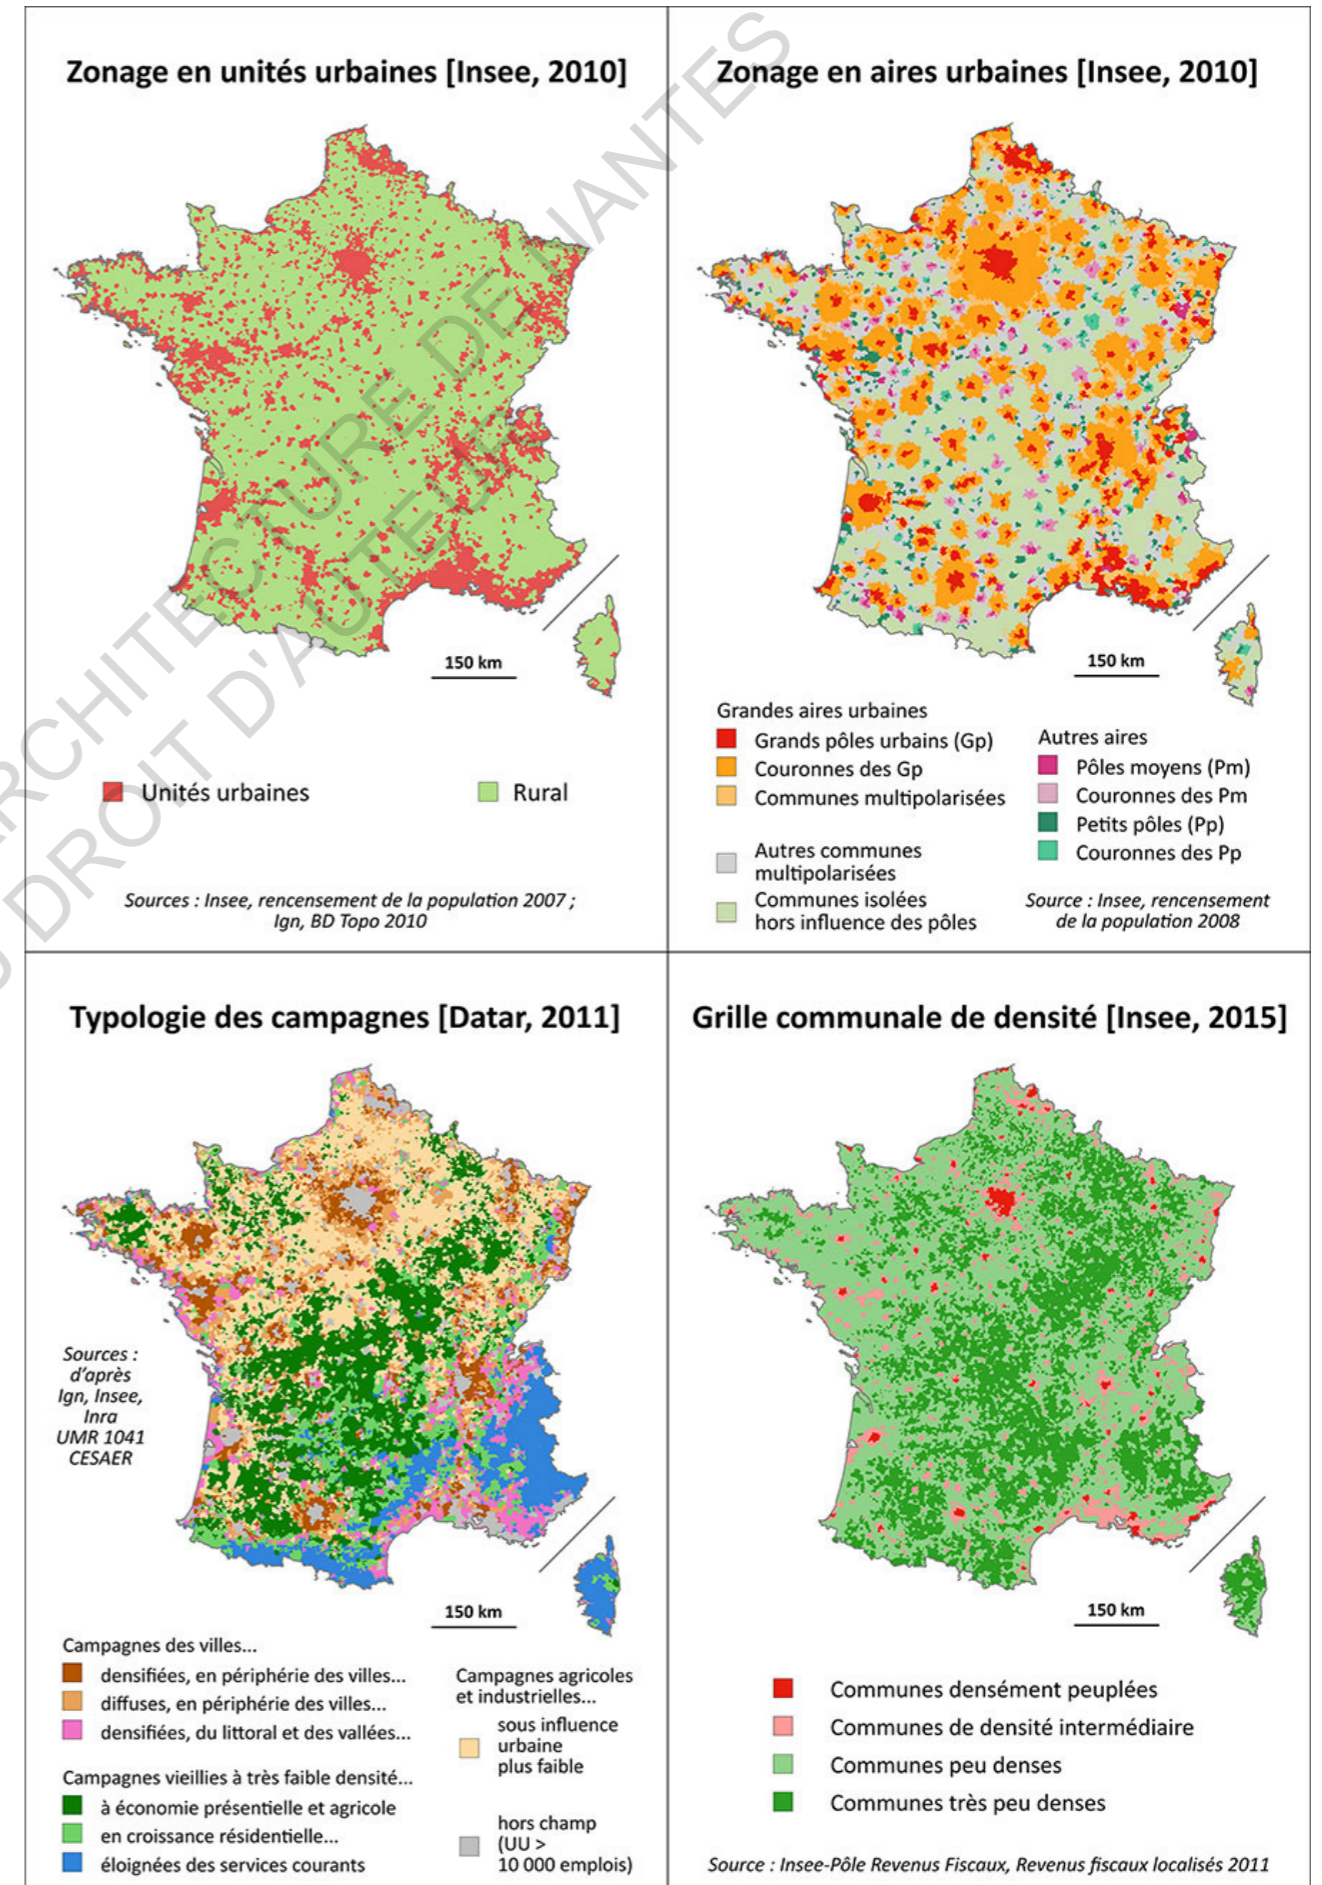 Zonage en unités urbaines [Insee, 2010]
150 km
Unités urbaines
Rural
Sources : Insee, rencensement de la population 2007 ;
Ign, BD Topo 2010
Zonage en aires urbaines [Insee, 2010]
150 km
Grandes aires urbaines
Grands pôles urbains (Gp)
Couronnes des Gp
Communes multipolarisées
Autres communes
multipolarisées
Communes isolées
hors influence des pôles
Autres aires
Pôles moyens (Pm)
Couronnes des Pm
Petits pôles (Pp)
Couronnes des Pp
Source : Insee, rencensement
de la population 2008
Typologie des campagnes [Datar, 2011]
Sources :
d'après
Ign, Insee,
Inra
UMR 1041
CESAER
150 km
Campagnes des villes...
densifiées, en périphérie des villes...
diffuses, en périphérie des villes...
densifiées, du littoral et des vallées...
Campagnes vieillies à très faible densité...
à économie présentielle et agricole
en croissance résidentielle...
éloignées des services courants
Campagnes agricoles
et industrielles...
sous influence
urbaine
plus faible
hors champ
(UU >
10 000 emplois)
Grille communale de densité [Insee, 2015]
150 km
Communes densément peuplées
Communes de densité intermédiaire
Communes peu denses
Communes très peu denses
Source : Insee-Pôle Revenus Fiscaux, Revenus fiscaux localisés 2011
ARCHITECTURE DE NANTES
DROIT D'AUTEUR